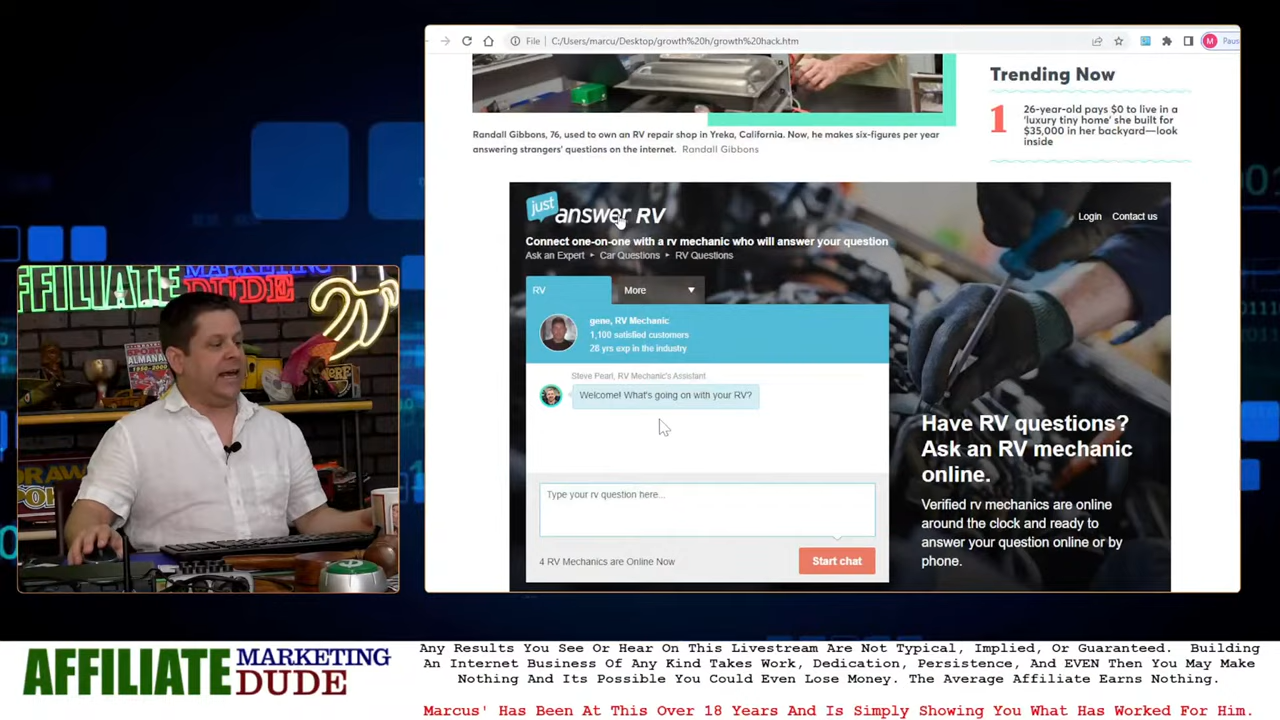 File | C:/Users/marcu/Desktop/growth%20h/growth%20hack.htm
M
Paus
Trending Now
1
26-year-old pays $0 to live in a
'luxury tiny home' she built for
$35,000 in her backyard—look
inside
Randall Gibbons, 76, used to own an RV repair shop in Yreka, California. Now, he makes six-figures per year
answering strangers' questions on the internet. Randall Gibbons
just
answer RV
Login Contact us
Connect one-on-one with a rv mechanic who will answer your question
Ask an Expert ▸ Car Questions ▸ RV Questions
RV
More
gene, RV Mechanic
1,100 satisfied customers
28 yrs exp in the industry
Steve Pearl, RV Mechanic's Assistant
Welcome! What's going on with your RV?
Type your rv question here...
4 RV Mechanics are Online Now
Start chat
Have RV questions?
Ask an RV mechanic
online.
Verified rv mechanics are online
around the clock and ready to
answer your question online or by
phone.
FFILIATE
MARKETING
DUDE
SPORTS
ALMANAC
1950-2000
AFFILIATE
MARKETING
DUDE
Any Results You See Or Hear On This Livestream Are Not Typical, Implied, Or Guaranteed. Building
An Internet Business Of Any Kind Takes Work, Dedication, Persistence, And EVEN Then You May Make
Nothing And Its Possible You Could Even Lose Money. The Average Affiliate Earns Nothing.
Marcus' Has Been At This Over 18 Years And Is Simply Showing You What Has Worked For Him.